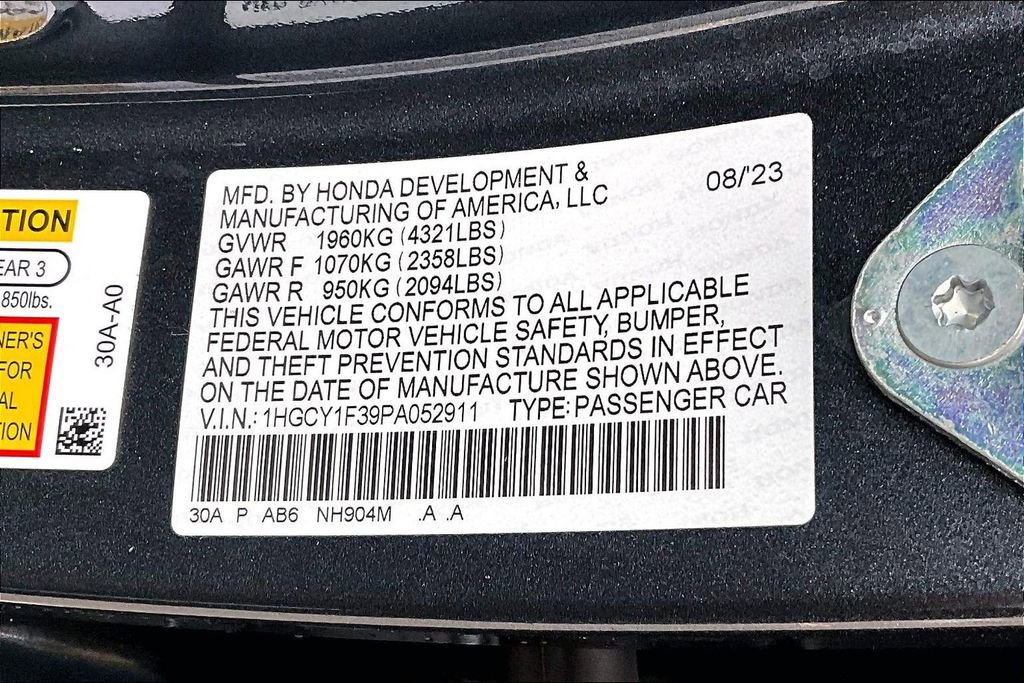 MFD. BY HONDA DEVELOPMENT &
MANUFACTURING OF AMERICA, LLC
08/'23
GVWR 1960KG (4321LBS)
GAWR F 1070KG (2358LBS)
GAWR R 950KG (2094LBS)
THIS VEHICLE CONFORMS TO ALL APPLICABLE
FEDERAL MOTOR VEHICLE SAFETY, BUMPER,
AND THEFT PREVENTION STANDARDS IN EFFECT
ON THE DATE OF MANUFACTURE SHOWN ABOVE.
V.I.N.: 1HGCY1F39PA052911 TYPE: PASSENGER CAR
30A P AB6 NH904M .A .A
TION
EAR 3
850lbs.
NER'S
FOR
AL
TION
30A-A0